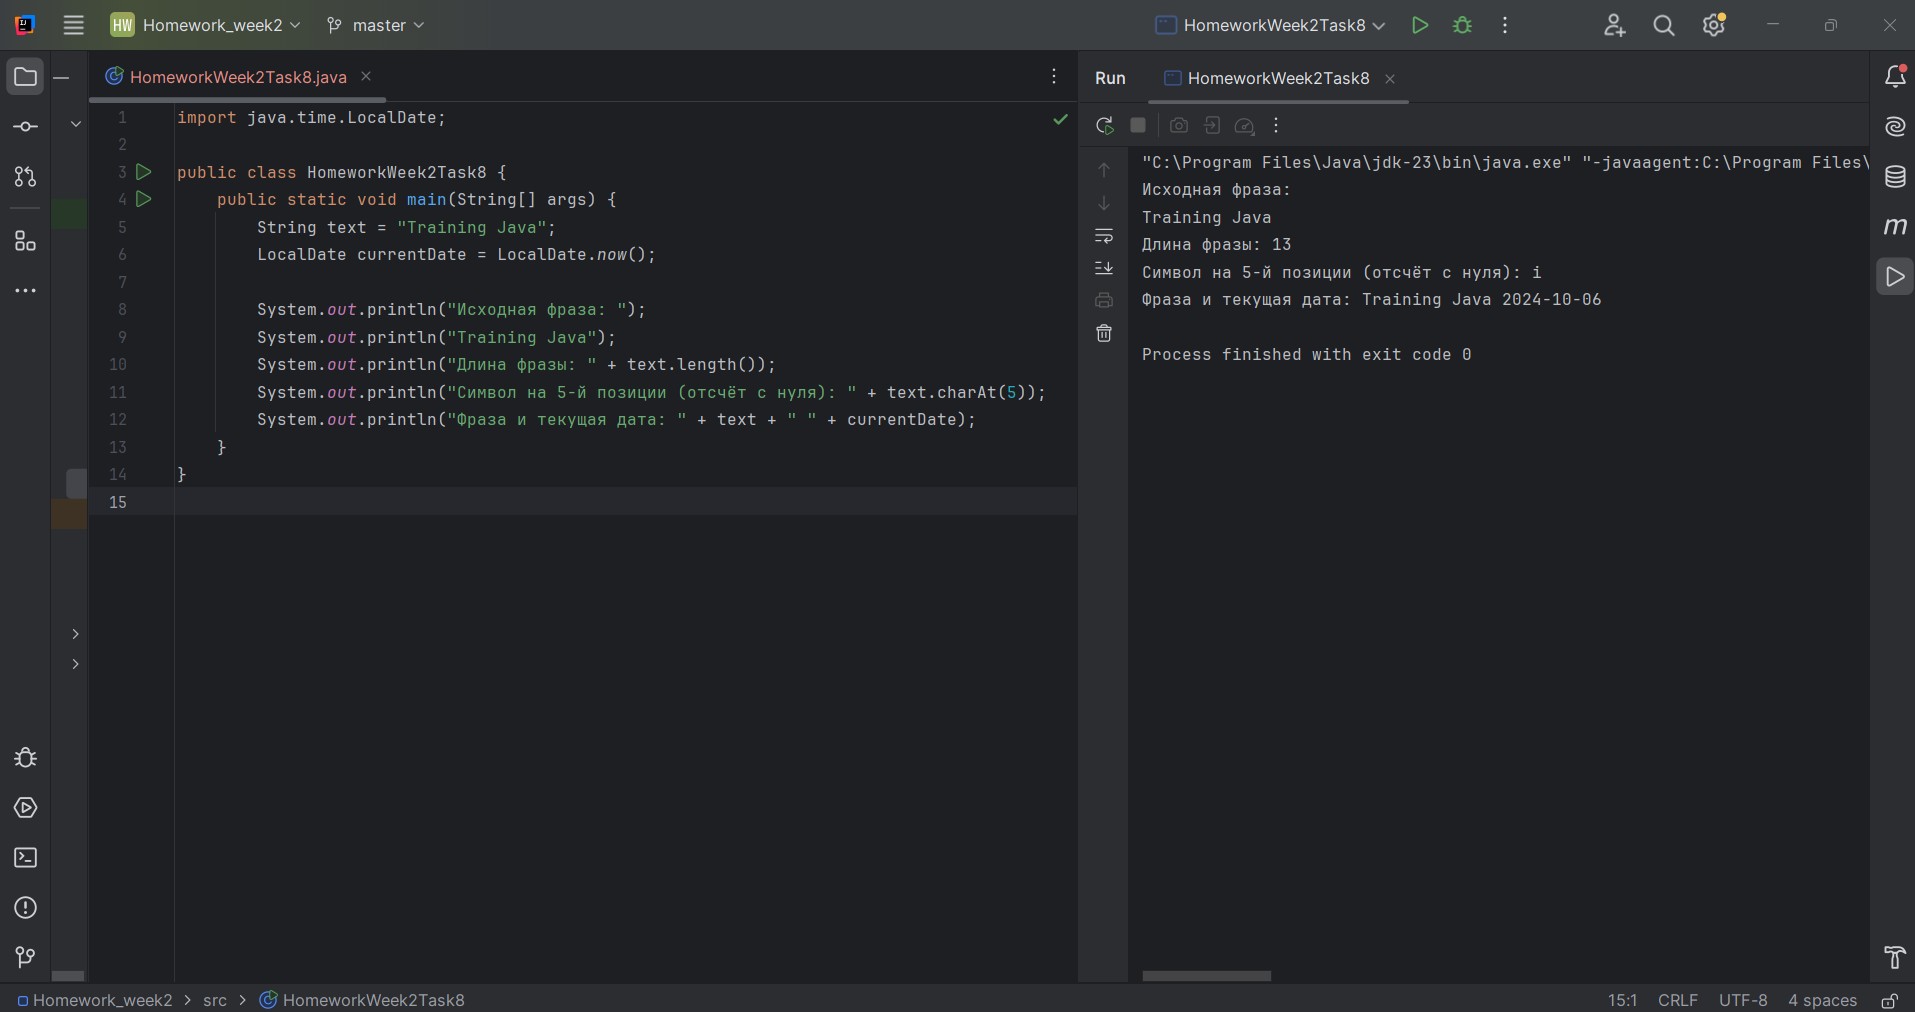 HW Homework_week2 master HomeworkWeek2Task8
HomeworkWeek2Task8.java
1 import java.time.LocalDate;
2
3 public class HomeworkWeek2Task8 {
4 public static void main(String[] args) {
5 String text = "Training Java";
6 LocalDate currentDate = LocalDate.now();
7
8 System.out.println("Исходная фраза: ");
9 System.out.println("Training Java");
10 System.out.println("Длина фразы: " + text.length());
11 System.out.println("Символ на 5-й позиции (отсчёт с нуля): " + text.charAt(5));
12 System.out.println("Фраза и текущая дата: " + text + " " + currentDate);
13 }
14 }
15
Run HomeworkWeek2Task8
"C:\Program Files\Java\jdk-23\bin\java.exe" "-javaagent:C:\Program Files\
Исходная фраза:
Training Java
Длина фразы: 13
Символ на 5-й позиции (отсчёт с нуля): i
Фраза и текущая дата: Training Java 2024-10-06
Process finished with exit code 0
m
Homework_week2 > src > HomeworkWeek2Task8
15:1 CRLF UTF-8 4 spaces